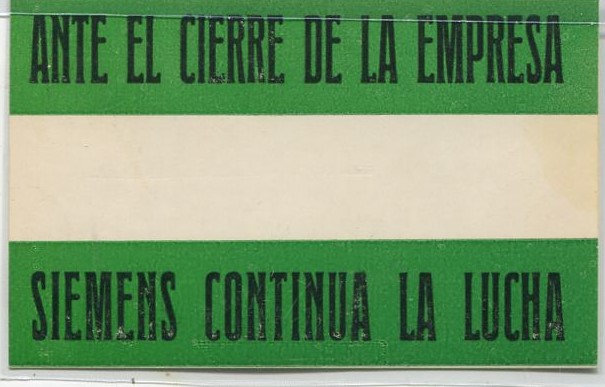 ANTE EL CIERRE DE LA EMPRESA
SIEMENS CONTINUA LA LUCHA